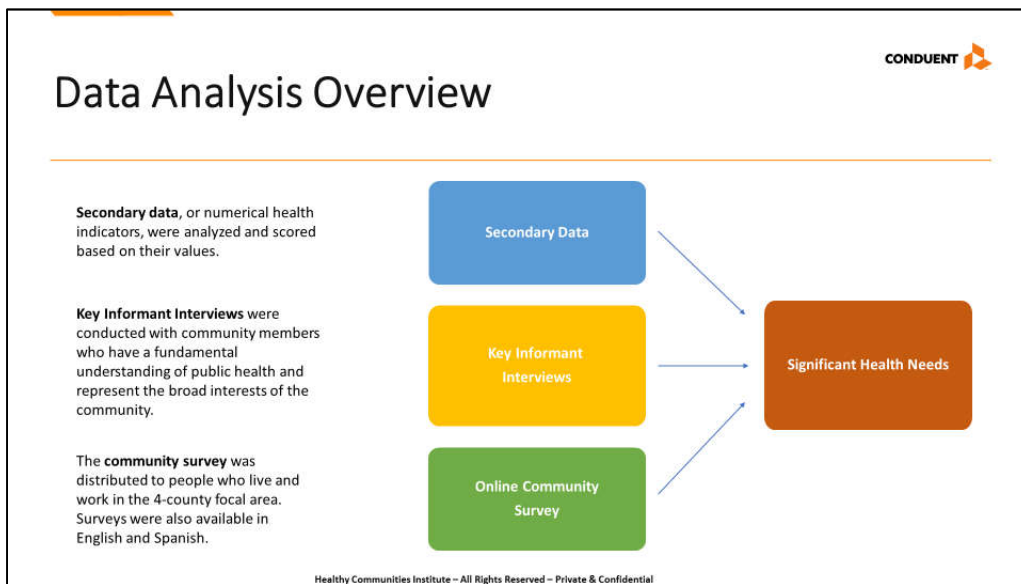 CONDUENT
Data Analysis Overview
Secondary data, or numerical health
indicators, were analyzed and scored
based on their values.
Secondary Data
Key Informant Interviews were
conducted with community members
who have a fundamental
understanding of public health and
represent the broad interests of the
community.
Key Informant
Interviews
Significant Health Needs
The community survey was
distributed to people who live and
work in the 4-county focal area.
Surveys were also available in
English and Spanish.
Online Community
Survey
Healthy Communities Institute – All Rights Reserved – Private & Confidential